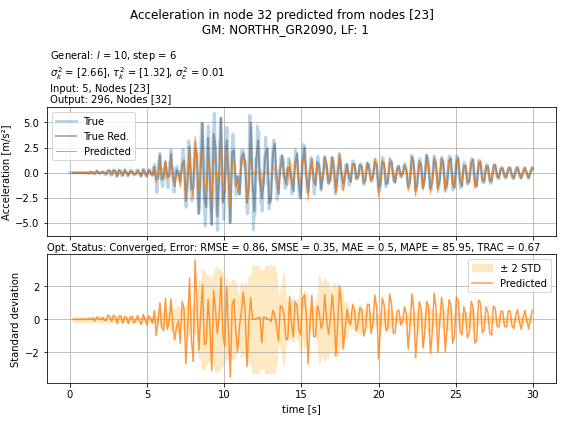 Acceleration in node 32 predicted from nodes [23]
GM: NORTHR_GR2090, LF: 1
General: l = 10, step = 6
σ²ₖ = [2.66], τ²ₖ = [1.32], σ²ε = 0.01
Input: 5, Nodes [23]
Output: 296, Nodes [32]
True
True Red.
Predicted
Acceleration [m/s²]
5.0
2.5
0.0
−2.5
−5.0
Opt. Status: Converged, Error: RMSE = 0.86, SMSE = 0.35, MAE = 0.5, MAPE = 85.95, TRAC = 0.67
± 2 STD
Predicted
Standard deviation
2
0
−2
0 5 10 15 20 25 30
time [s]